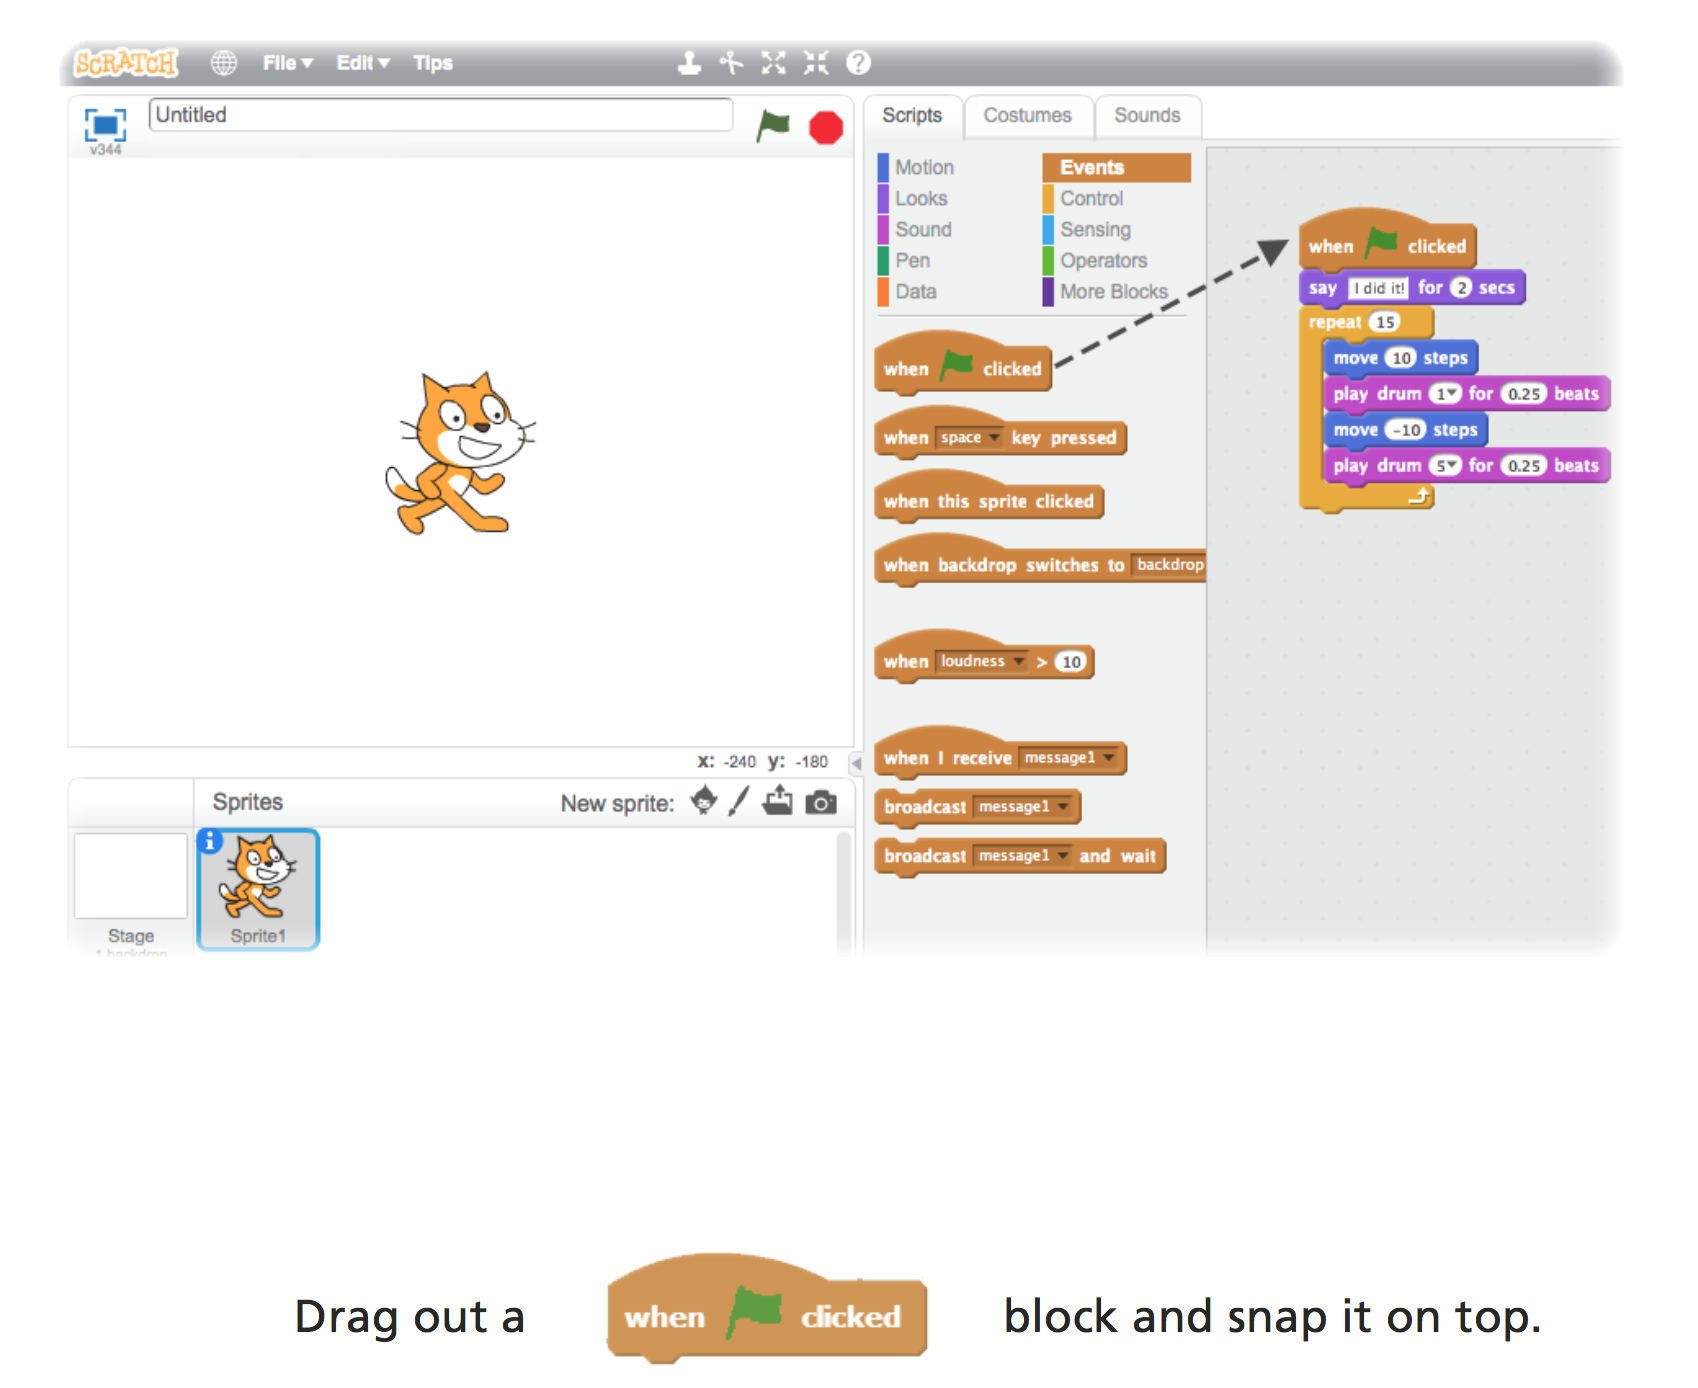 SCRATCH File Edit Tips
Untitled
v344
Scripts Costumes Sounds
Motion Events
Looks Control
Sound Sensing
Pen Operators
Data More Blocks
when clicked
when space key pressed
when this sprite clicked
when backdrop switches to backdrop
when loudness > 10
when I receive message1
broadcast message1
broadcast message1 and wait
when clicked
say I did it! for 2 secs
repeat 15
move 10 steps
play drum 1 for 0.25 beats
move -10 steps
play drum 5 for 0.25 beats
x: -240 y: -180
Sprites New sprite:
Stage
1 backdrop
Sprite1
Drag out a when clicked block and snap it on top.